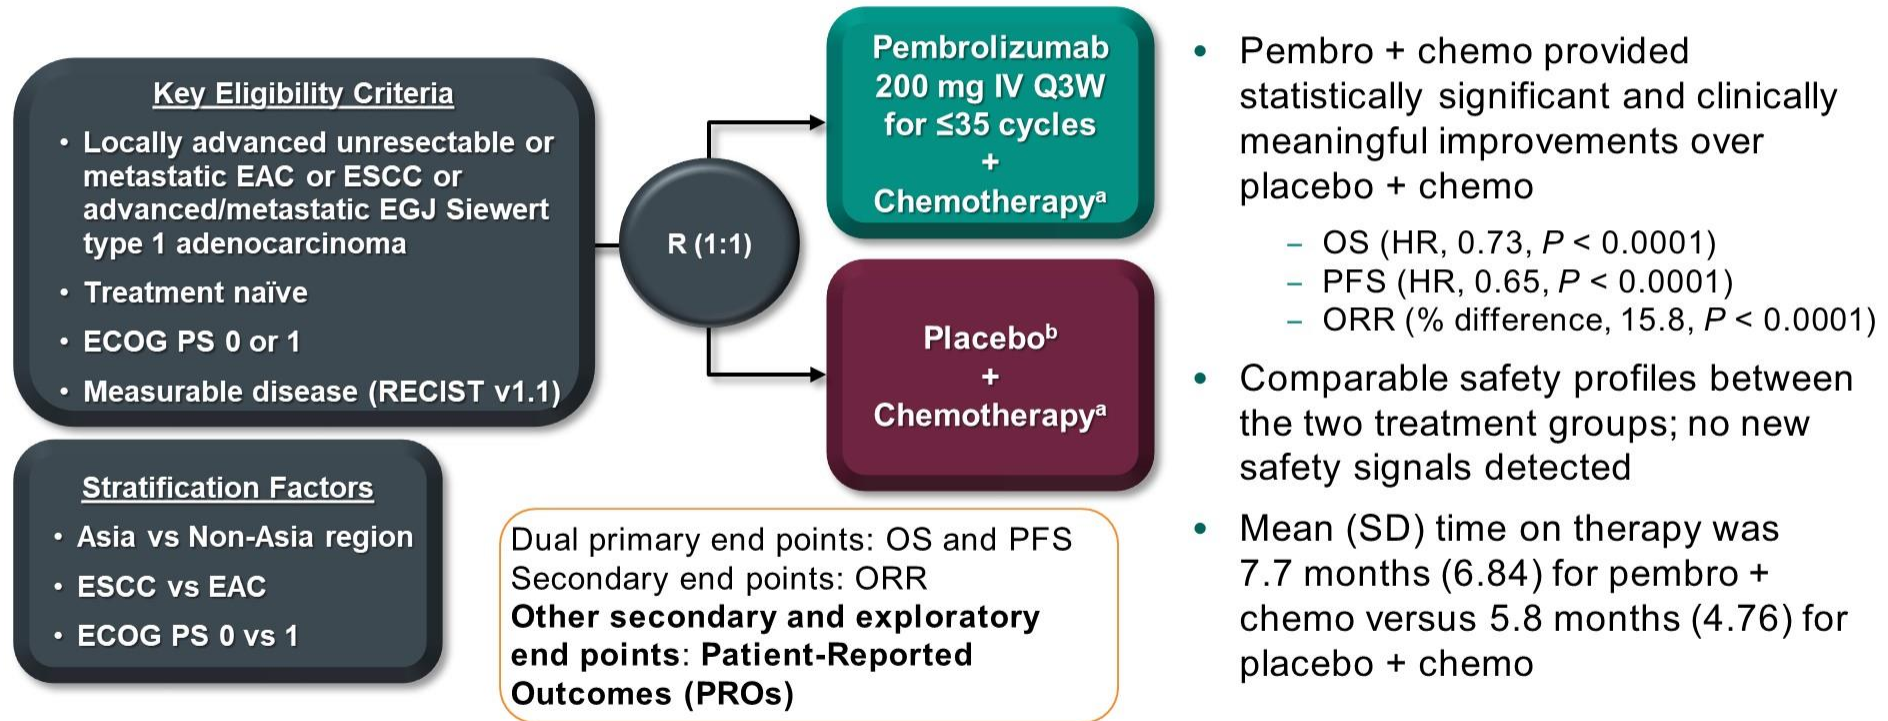 Key Eligibility Criteria
• Locally advanced unresectable or
metastatic EAC or ESCC or
advanced/metastatic EGJ Siewert
type 1 adenocarcinoma
• Treatment naïve
• ECOG PS 0 or 1
• Measurable disease (RECIST v1.1)
Stratification Factors
• Asia vs Non-Asia region
• ESCC vs EAC
• ECOG PS 0 vs 1
R (1:1)
Pembrolizumab
200 mg IV Q3W
for ≤35 cycles
+
Chemotherapyᵃ
Placeboᵇ
+
Chemotherapyᵃ
Dual primary end points: OS and PFS
Secondary end points: ORR
Other secondary and exploratory
end points: Patient-Reported
Outcomes (PROs)
• Pembro + chemo provided
statistically significant and clinically
meaningful improvements over
placebo + chemo
– OS (HR, 0.73, P < 0.0001)
– PFS (HR, 0.65, P < 0.0001)
– ORR (% difference, 15.8, P < 0.0001)
• Comparable safety profiles between
the two treatment groups; no new
safety signals detected
• Mean (SD) time on therapy was
7.7 months (6.84) for pembro +
chemo versus 5.8 months (4.76) for
placebo + chemo